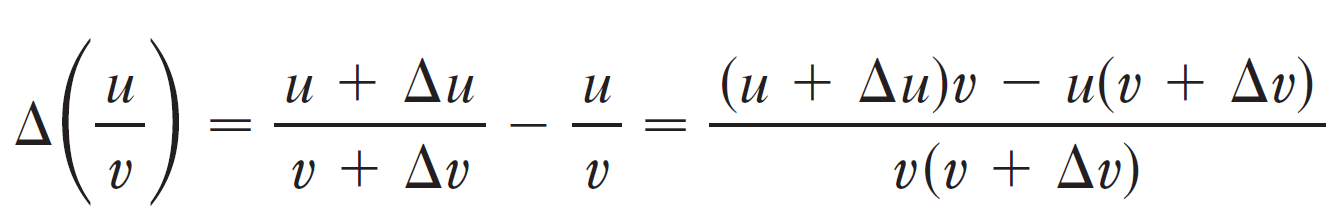 Δ(u/v) = (u + Δu)/(v + Δv) − u/v = ((u + Δu)v − u(v + Δv))/(v(v + Δv))